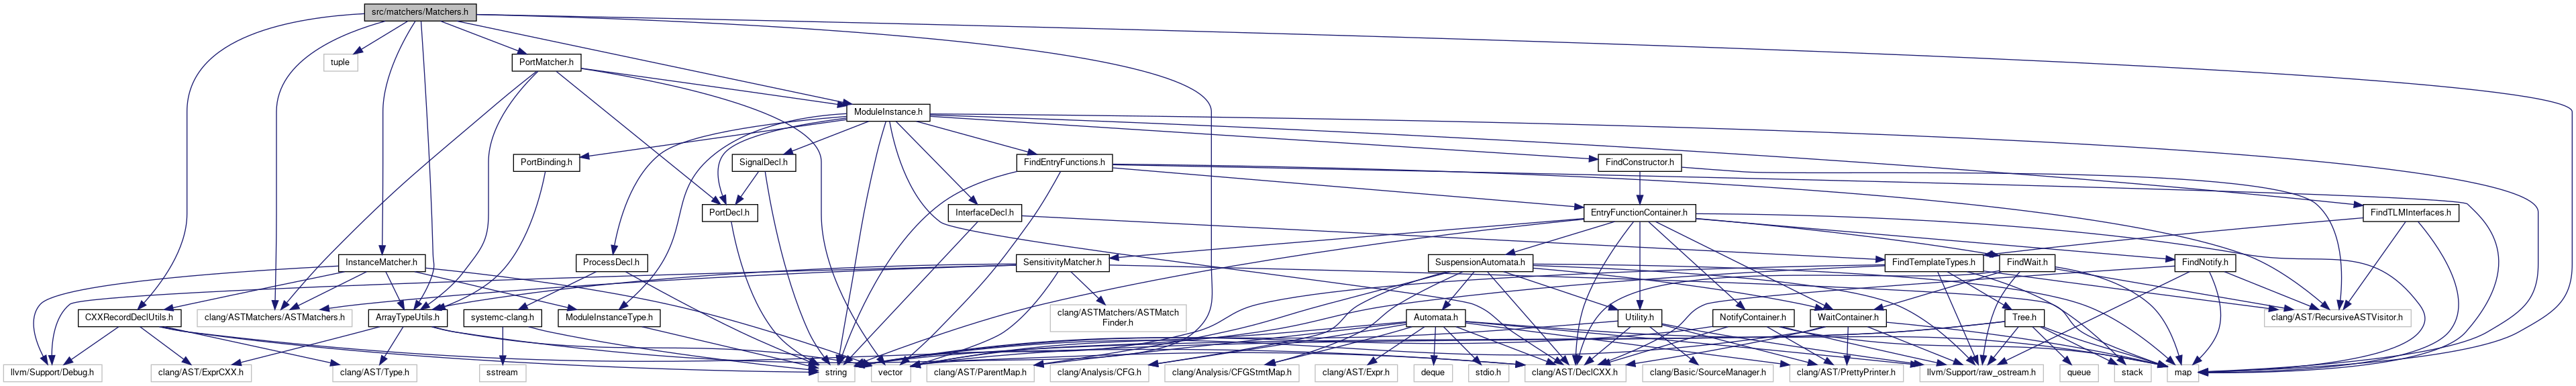 src/matchers/Matchers.h
tuple
PortMatcher.h
ModuleInstance.h
PortBinding.h
SignalDecl.h
FindEntryFunctions.h
FindConstructor.h
PortDecl.h
InterfaceDecl.h
EntryFunctionContainer.h
FindTLMInterfaces.h
InstanceMatcher.h
ProcessDecl.h
SensitivityMatcher.h
SuspensionAutomata.h
FindTemplateTypes.h
FindWait.h
FindNotify.h
CXXRecordDeclUtils.h
clang/ASTMatchers/ASTMatchers.h
ArrayTypeUtils.h
systemc-clang.h
ModuleInstanceType.h
clang/ASTMatchers/ASTMatch
Finder.h
Automata.h
Utility.h
NotifyContainer.h
WaitContainer.h
Tree.h
clang/AST/RecursiveASTVisitor.h
llvm/Support/Debug.h
clang/AST/ExprCXX.h
clang/AST/Type.h
sstream
string
vector
clang/AST/ParentMap.h
clang/Analysis/CFG.h
clang/Analysis/CFGStmtMap.h
clang/AST/Expr.h
deque
stdio.h
clang/AST/DeclCXX.h
clang/Basic/SourceManager.h
clang/AST/PrettyPrinter.h
llvm/Support/raw_ostream.h
queue
stack
map